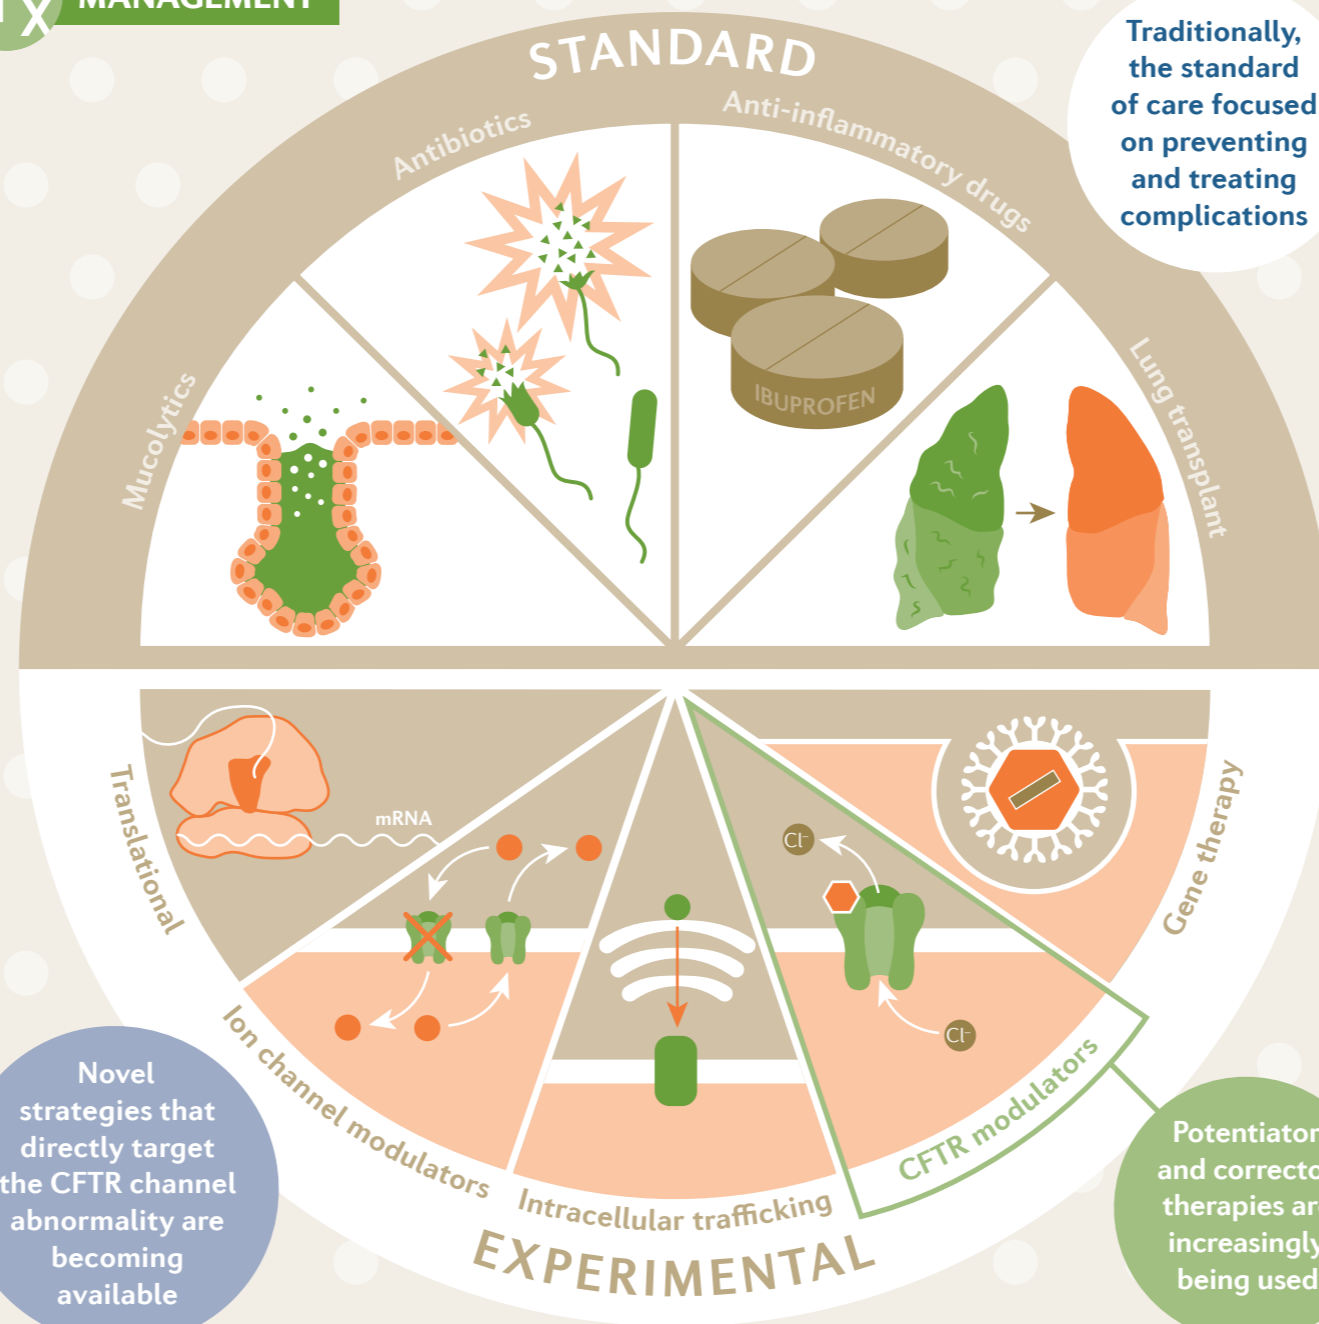 MANAGEMENT
STANDARD
Antibiotics
Anti-inflammatory drugs
Mucolytics
Lung transplant
IBUPROFEN
Traditionally,
the standard
of care focused
on preventing
and treating
complications
Translational
mRNA
Ion channel modulators
Intracellular trafficking
Cl⁻
Cl⁻
CFTR modulators
Gene therapy
EXPERIMENTAL
Novel
strategies that
directly target
the CFTR channel
abnormality are
becoming
available
Potentiator
and
therapies
increasingly
being used